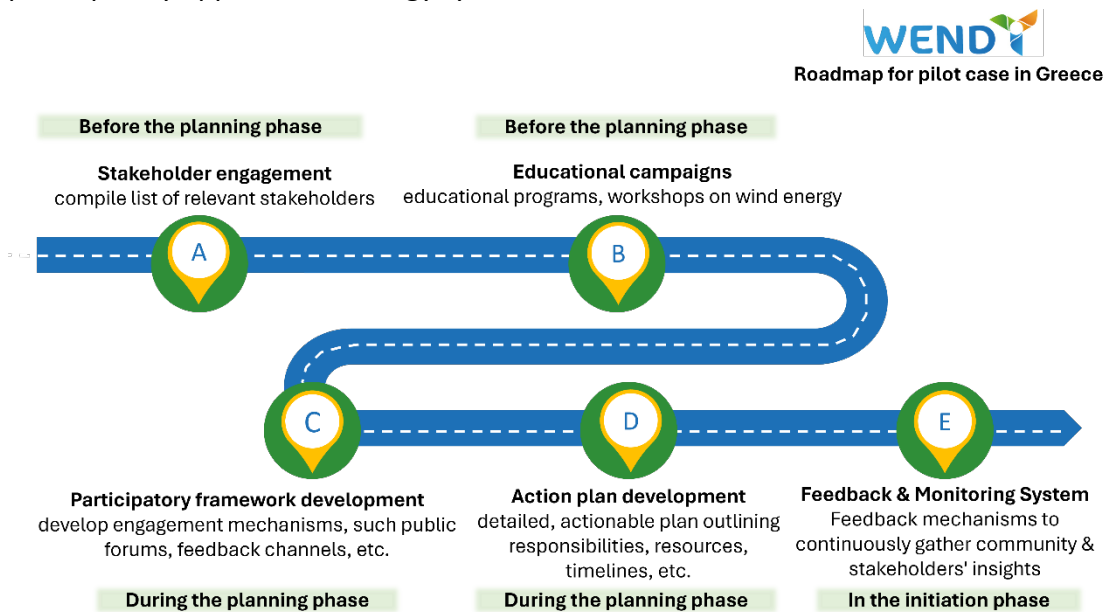 WENDY
Roadmap for pilot case in Greece
Before the planning phase
Before the planning phase
Stakeholder engagement
compile list of relevant stakeholders
Educational campaigns
educational programs, workshops on wind energy
A
B
C
D
E
Participatory framework development
develop engagement mechanisms, such public
forums, feedback channels, etc.
Action plan development
detailed, actionable plan outlining
responsibilities, resources,
timelines, etc.
Feedback & Monitoring System
Feedback mechanisms to
continuously gather community &
stakeholders' insights
During the planning phase
During the planning phase
In the initiation phase